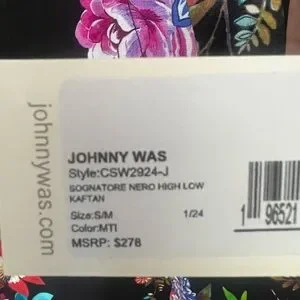 johnnywas.com
JOHNNY WAS
Style:CSW2924-J
SOGNATORE NERO HIGH LOW
KAFTAN
Size:S/M 1/24
Color:MTI
MSRP: $278
1 96521